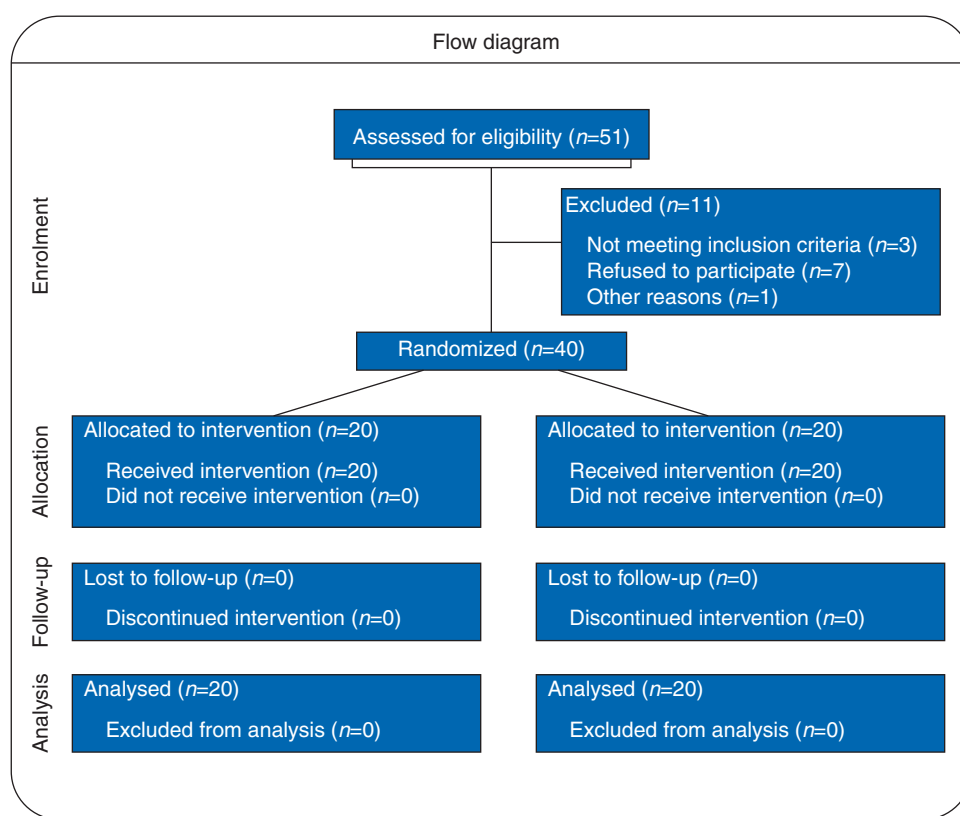 Flow diagram
Enrolment
Assessed for eligibility (n=51)
Excluded (n=11)
Not meeting inclusion criteria (n=3)
Refused to participate (n=7)
Other reasons (n=1)
Randomized (n=40)
Allocation
Allocated to intervention (n=20)
Received intervention (n=20)
Did not receive intervention (n=0)
Allocated to intervention (n=20)
Received intervention (n=20)
Did not receive intervention (n=0)
Follow-up
Lost to follow-up (n=0)
Discontinued intervention (n=0)
Lost to follow-up (n=0)
Discontinued intervention (n=0)
Analysis
Analysed (n=20)
Excluded from analysis (n=0)
Analysed (n=20)
Excluded from analysis (n=0)